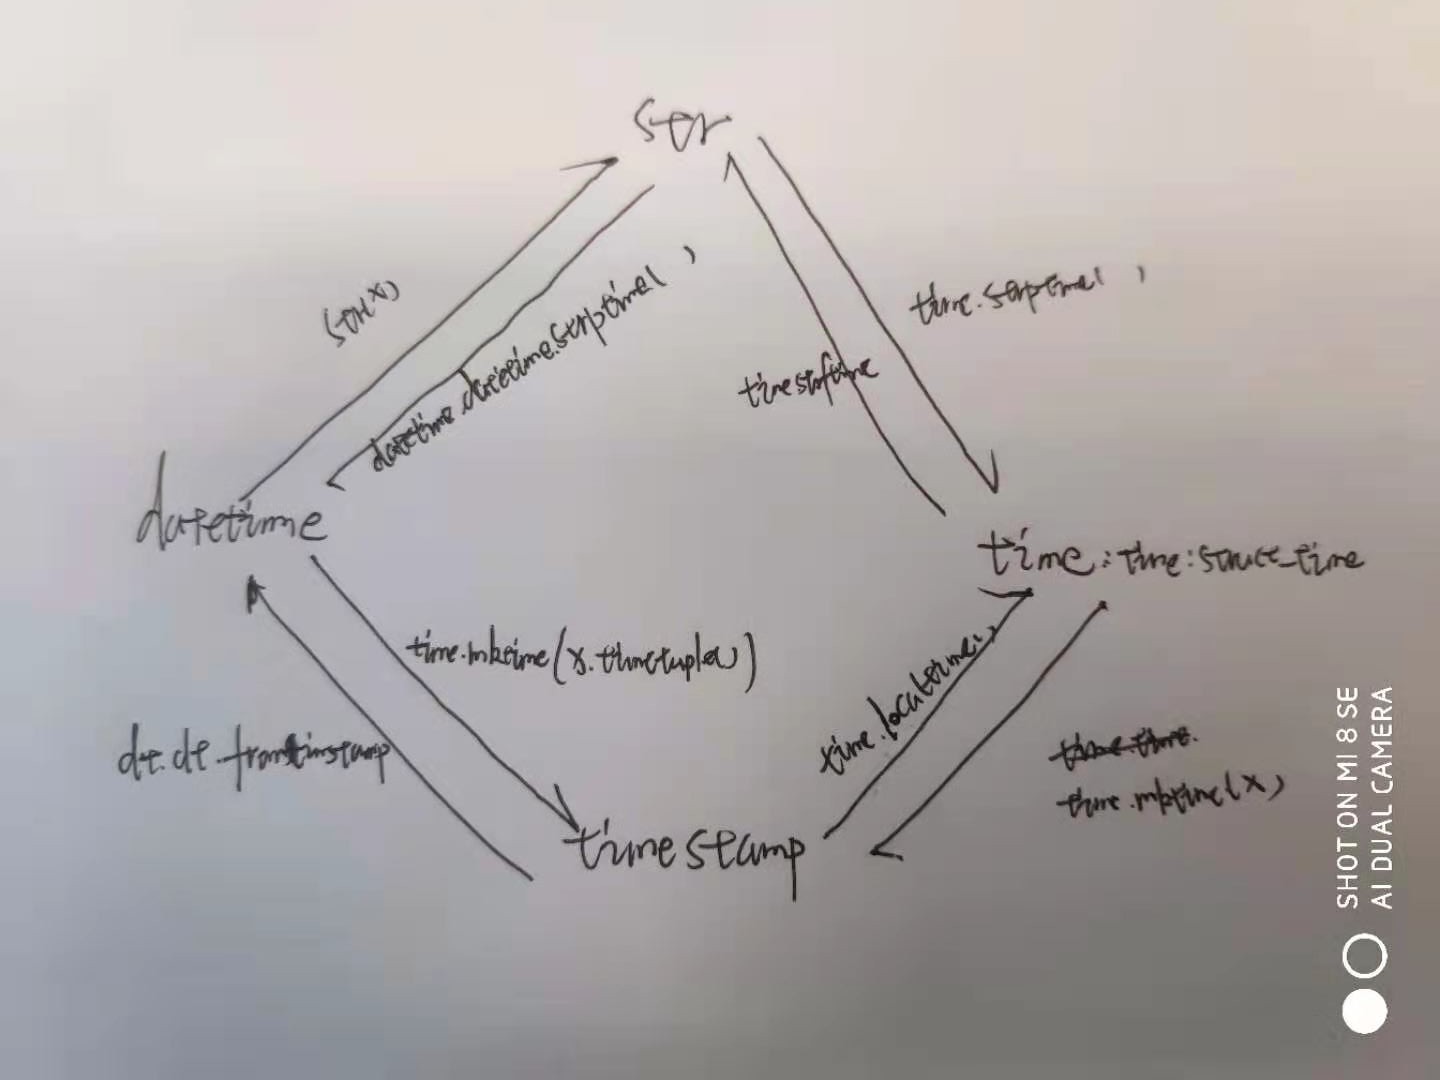 str
str(x)
datetime.datetime.strptime( )
time.strptime( )
time strftime
datetime
time: time:struct_time
time.mktime(x.timetuple())
time.localtime( )
dt.dt.fromtimstamp
time.time.
time.mktime(x)
timestamp
SHOT ON MI 8 SE
AI DUAL CAMERA